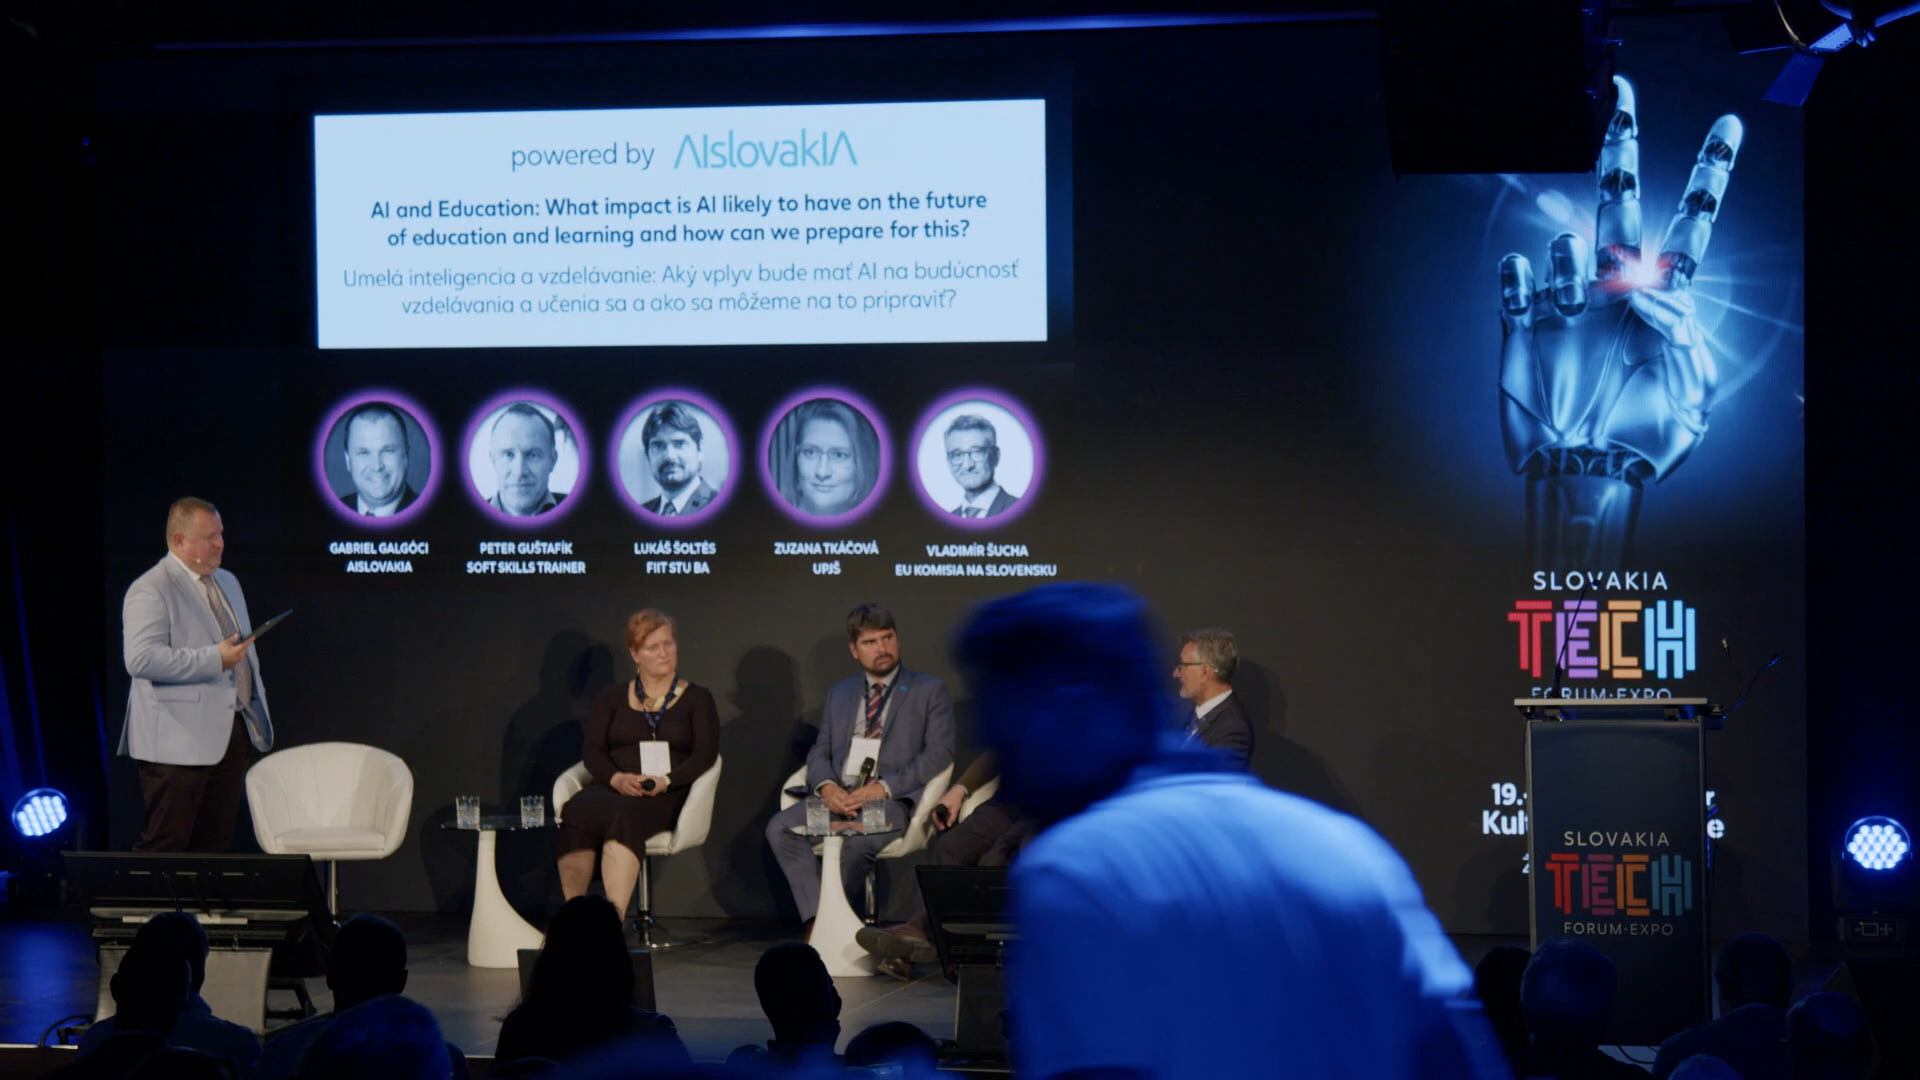 powered by AIslovakIA
AI and Education: What impact is AI likely to have on the future
of education and learning and how can we prepare for this?
Umelá inteligencia a vzdelávanie: Aký vplyv bude mať AI na budúcnosť
vzdelávania a učenia sa a ako sa môžeme na to pripraviť?
GABRIEL GALGÓCI
AISLOVAKIA
PETER GUŠTAFÍK
SOFT SKILLS TRAINER
LUKÁŠ ŠOLTÉS
FIIT STU BA
ZUZANA TKÁČOVÁ
UPJŠ
VLADIMÍR ŠUCHA
EU KOMISIA NA SLOVENSKU
SLOVAKIA
TECH
FORUM·EXPO
19.
SLOVAKIA
TECH
FORUM·EXPO